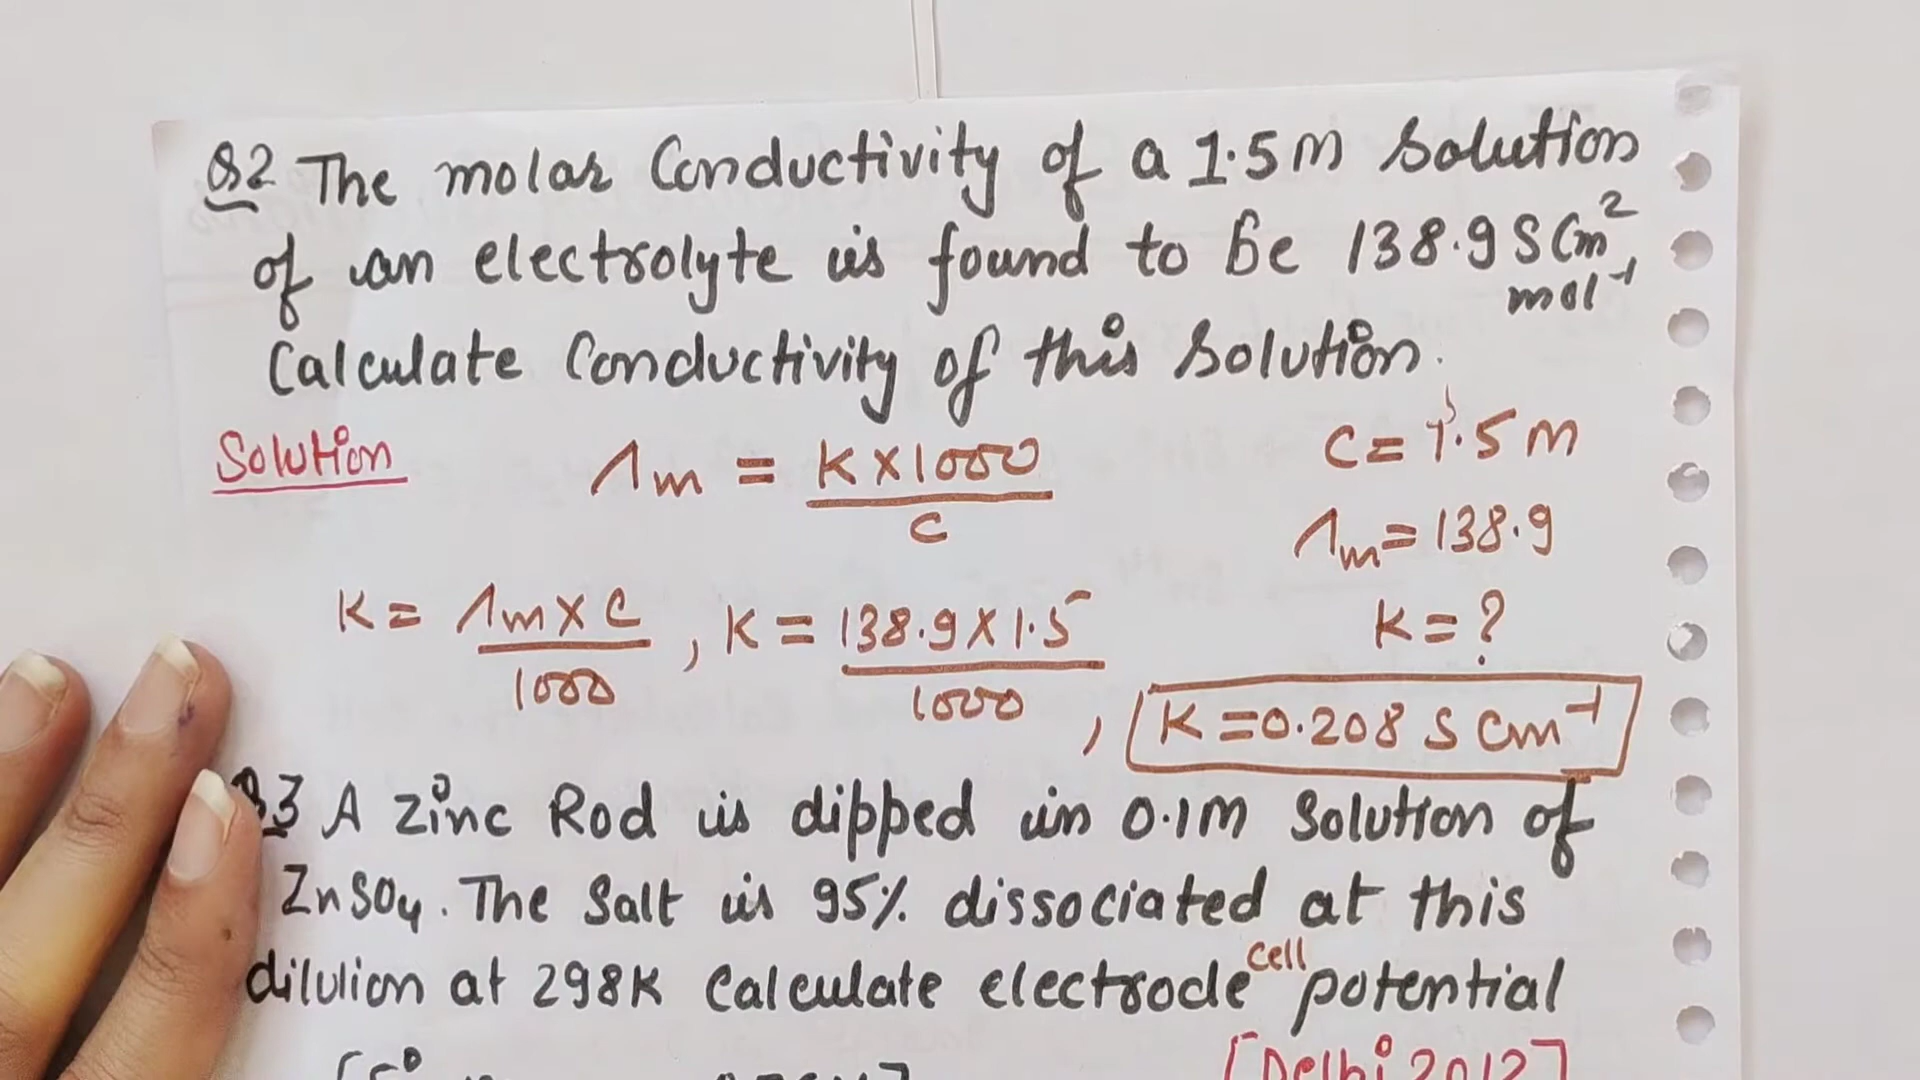 Q2 The molar Conductivity of a 1.5M Solution
of an electrolyte is found to be 138.9 S Cm²
mol⁻¹
Calculate Conductivity of this Solution.
Solution
Λm = K×1000 / C
C = 1.5 M
Λm = 138.9
K = Λm × C / 1000 , K = 138.9 × 1.5 / 1000 ,
K = ?
K = 0.208 S Cm⁻¹
Q3 A Zinc Rod is dipped in 0.1M Solution of
ZnSO₄. The Salt is 95% dissociated at this
dilution at 298K Calculate electrode cell potential
[Delhi 2012]